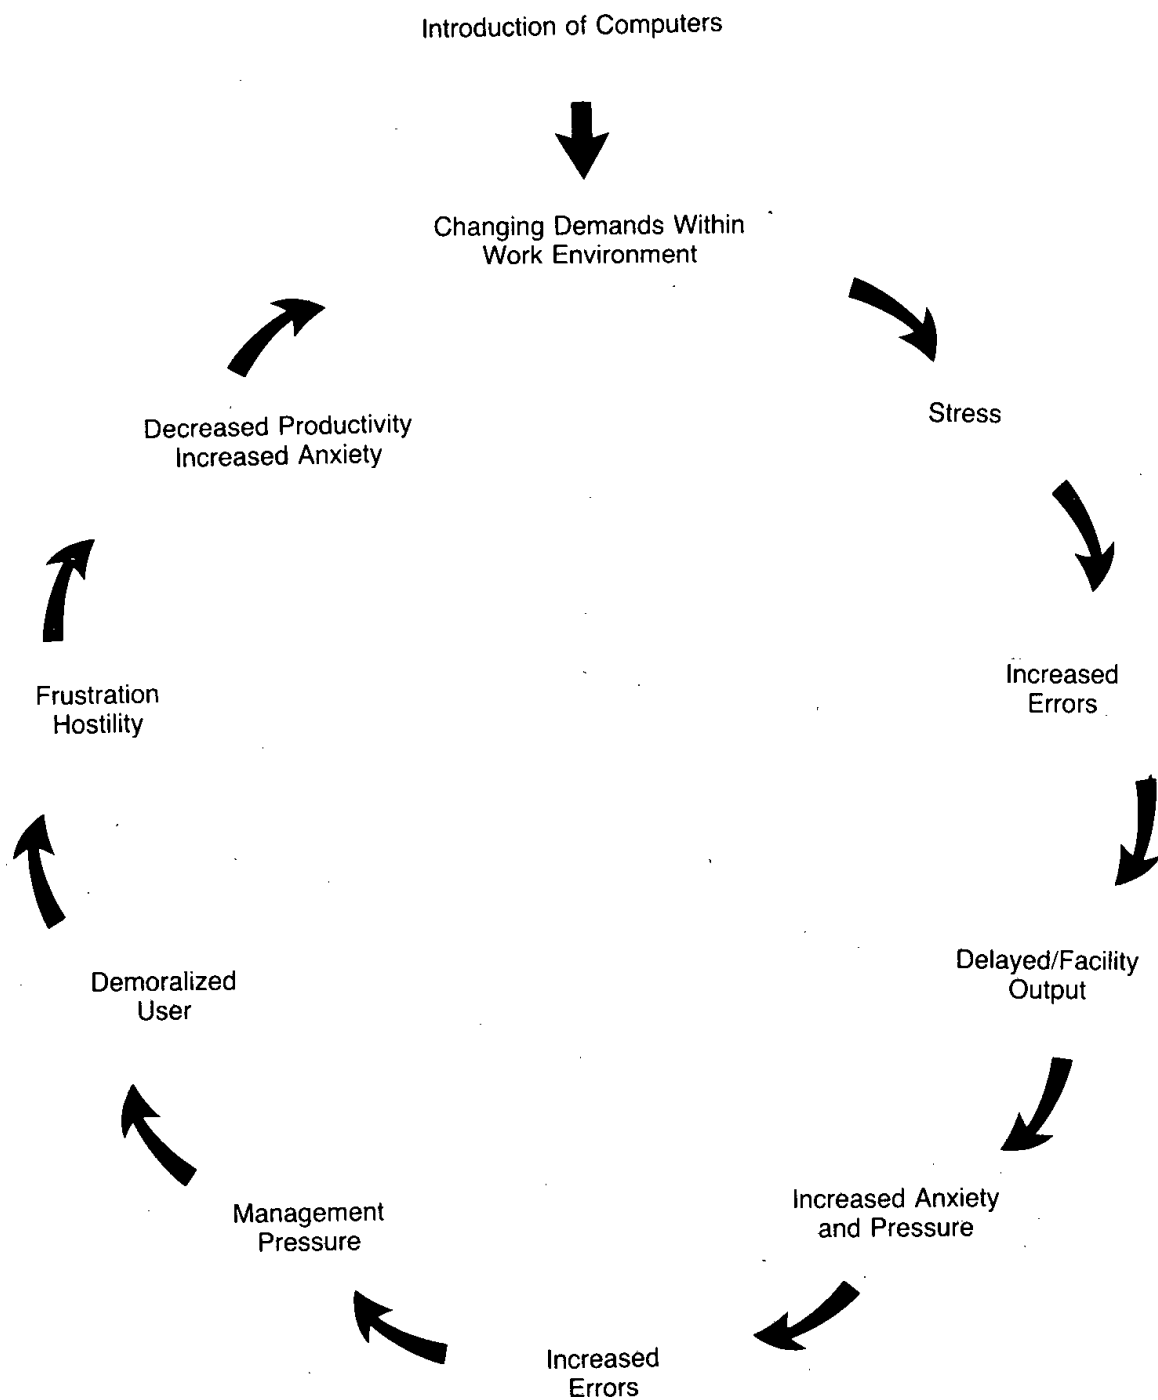 Introduction of Computers
Changing Demands Within
Work Environment
Stress
Increased
Errors
Delayed/Facility
Output
Increased Anxiety
and Pressure
Increased
Errors
Management
Pressure
Demoralized
User
Frustration
Hostility
Decreased Productivity
Increased Anxiety